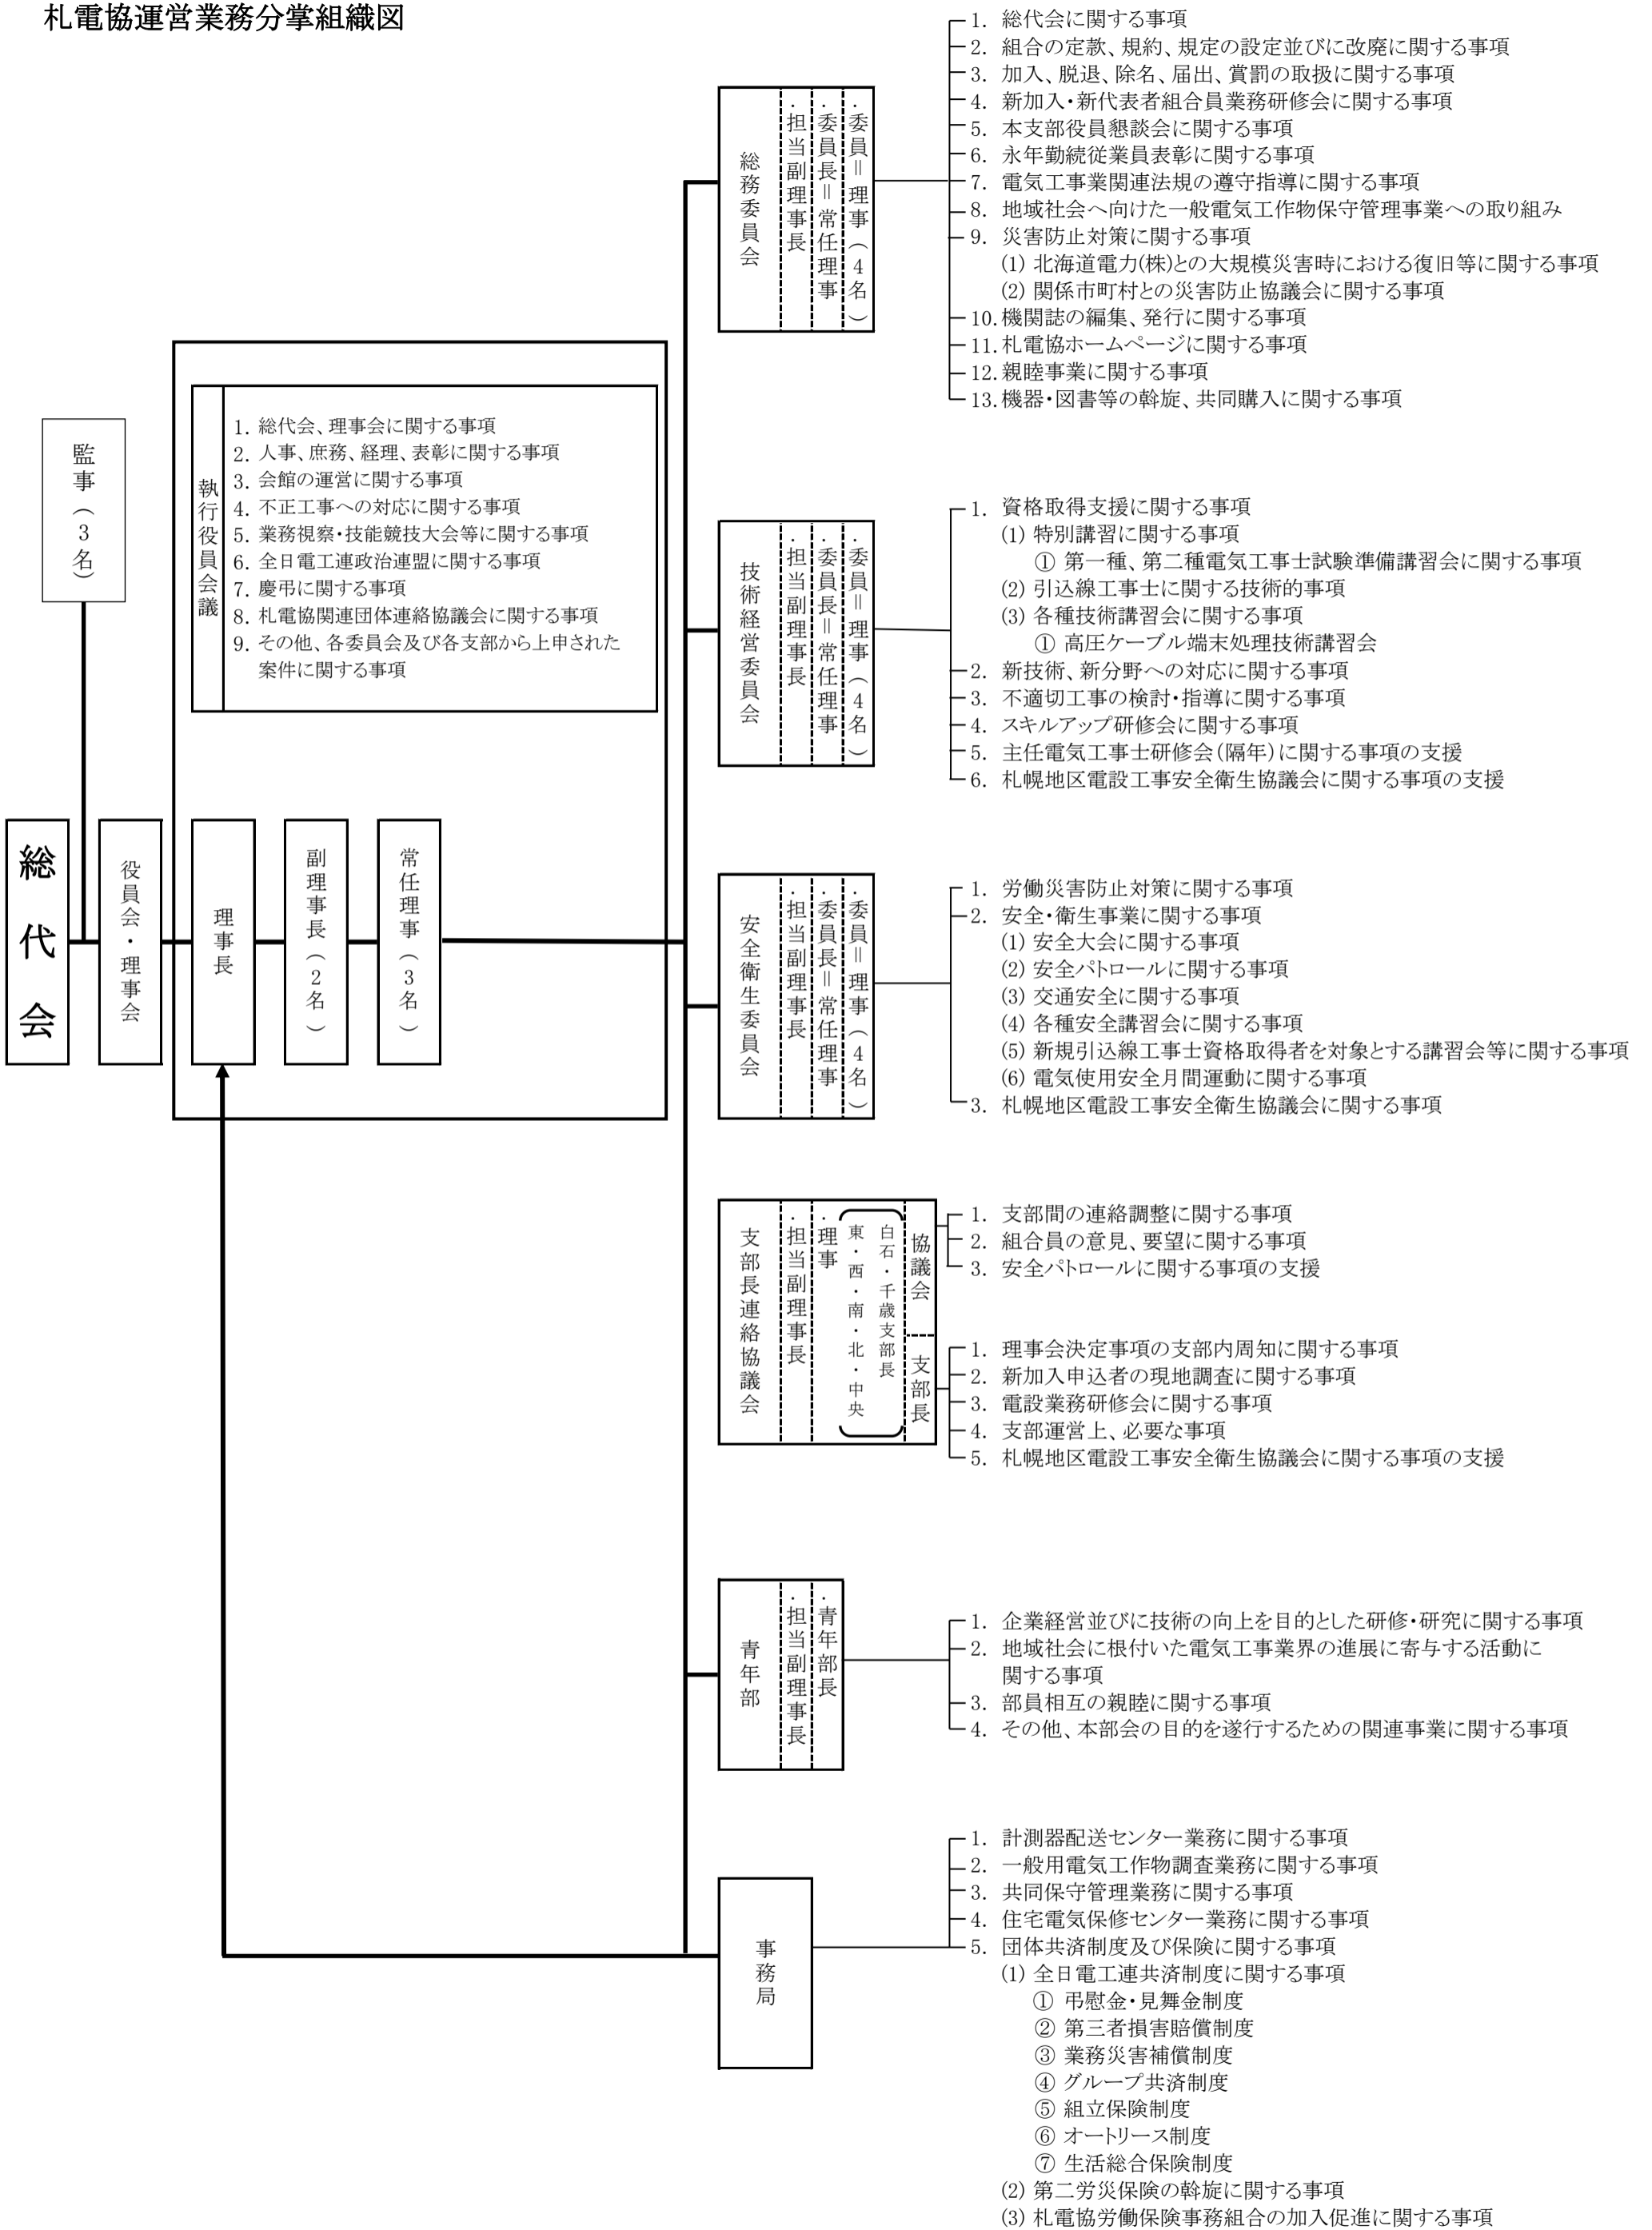 札電協運営業務分掌組織図
総代会
監事（3名）
役員会・理事会
理事長
副理事長（2名）
常任理事（3名）
執行役員会議
1. 総代会、理事会に関する事項
2. 人事、庶務、経理、表彰に関する事項
3. 会館の運営に関する事項
4. 不正工事への対応に関する事項
5. 業務視察・技能競技大会等に関する事項
6. 全日電工連政治連盟に関する事項
7. 慶弔に関する事項
8. 札電協関連団体連絡協議会に関する事項
9. その他、各委員会及び各支部から上申された
案件に関する事項
総務委員会
・担当副理事長
・委員長＝常任理事
・委員＝理事（4名）
1. 総代会に関する事項
2. 組合の定款、規約、規定の設定並びに改廃に関する事項
3. 加入、脱退、除名、届出、賞罰の取扱に関する事項
4. 新加入・新代表者組合員業務研修会に関する事項
5. 本支部役員懇談会に関する事項
6. 永年勤続従業員表彰に関する事項
7. 電気工事業関連法規の遵守指導に関する事項
8. 地域社会へ向けた一般電気工作物保守管理事業への取り組み
9. 災害防止対策に関する事項
(1) 北海道電力(株)との大規模災害時における復旧等に関する事項
(2) 関係市町村との災害防止協議会に関する事項
10. 機関誌の編集、発行に関する事項
11. 札電協ホームページに関する事項
12. 親睦事業に関する事項
13. 機器・図書等の斡旋、共同購入に関する事項
技術経営委員会
・担当副理事長
・委員長＝常任理事
・委員＝理事（4名）
1. 資格取得支援に関する事項
(1) 特別講習に関する事項
① 第一種、第二種電気工事士試験準備講習会に関する事項
(2) 引込線工事士に関する技術的事項
(3) 各種技術講習会に関する事項
① 高圧ケーブル端末処理技術講習会
2. 新技術、新分野への対応に関する事項
3. 不適切工事の検討・指導に関する事項
4. スキルアップ研修会に関する事項
5. 主任電気工事士研修会（隔年）に関する事項の支援
6. 札幌地区電設工事安全衛生協議会に関する事項の支援
安全衛生委員会
・担当副理事長
・委員長＝常任理事
・委員＝理事（4名）
1. 労働災害防止対策に関する事項
2. 安全・衛生事業に関する事項
(1) 安全大会に関する事項
(2) 安全パトロールに関する事項
(3) 交通安全に関する事項
(4) 各種安全講習会に関する事項
(5) 新規引込線工事士資格取得者を対象とする講習会等に関する事項
(6) 電気使用安全月間運動に関する事項
3. 札幌地区電設工事安全衛生協議会に関する事項
支部長連絡協議会
・担当副理事長
・理事
東・西・南・北・中央
白石・千歳支部長
協議会
支部長
1. 支部間の連絡調整に関する事項
2. 組合員の意見、要望に関する事項
3. 安全パトロールに関する事項の支援
1. 理事会決定事項の支部内周知に関する事項
2. 新加入申込者の現地調査に関する事項
3. 電設業務研修会に関する事項
4. 支部運営上、必要な事項
5. 札幌地区電設工事安全衛生協議会に関する事項の支援
青年部
・担当副理事長
・青年部長
1. 企業経営並びに技術の向上を目的とした研修・研究に関する事項
2. 地域社会に根付いた電気工事業界の進展に寄与する活動に
関する事項
3. 部員相互の親睦に関する事項
4. その他、本部会の目的を遂行するための関連事業に関する事項
事務局
1. 計測器配送センター業務に関する事項
2. 一般用電気工作物調査業務に関する事項
3. 共同保守管理業務に関する事項
4. 住宅電気保修センター業務に関する事項
5. 団体共済制度及び保険に関する事項
(1) 全日電工連共済制度に関する事項
① 弔慰金・見舞金制度
② 第三者損害賠償制度
③ 業務災害補償制度
④ グループ共済制度
⑤ 組立保険制度
⑥ オートリース制度
⑦ 生活総合保険制度
(2) 第二労災保険の斡旋に関する事項
(3) 札電協労働保険事務組合の加入促進に関する事項